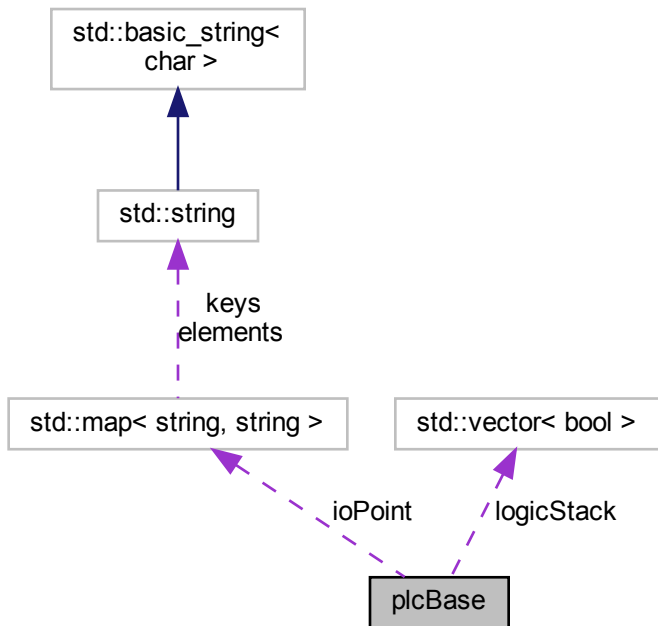 std::basic_string<
char >
std::string
keys
elements
std::map< string, string >
std::vector< bool >
ioPoint
logicStack
plcBase